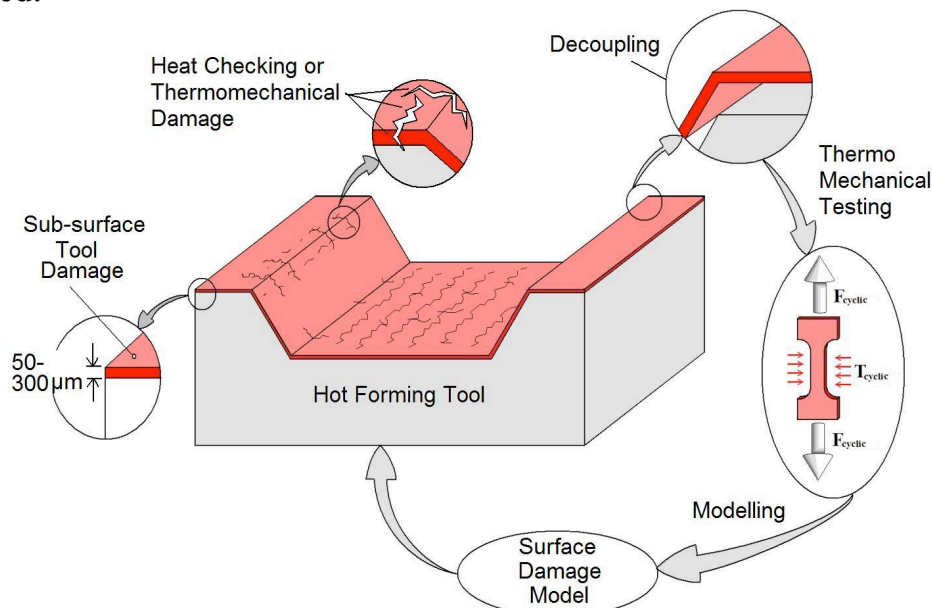 Heat Checking or
Thermomechanical
Damage
Decoupling
Thermo
Mechanical
Testing
Sub-surface
Tool
Damage
50-
300µm
Hot Forming Tool
Fcyclic
Tcyclic
Fcyclic
Modelling
Surface
Damage
Model